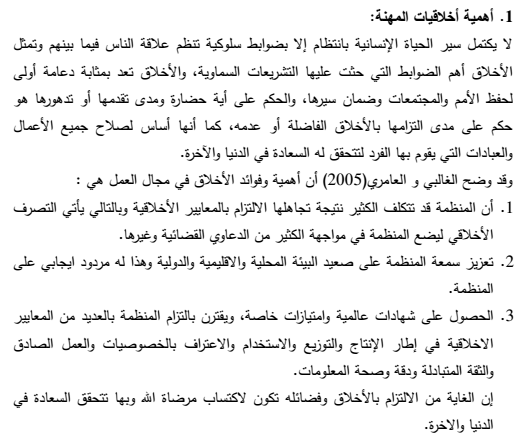 1. أهمية أخلاقيات المهنة:
لا يكتمل سير الحياة الإنسانية بانتظام إلا بضوابط سلوكية تنظم علاقة الناس فيما بينهم وتمثل
الأخلاق أهم الضوابط التي حثت عليها التشريعات السماوية، والأخلاق تعد بمثابة دعامة أولى
لحفظ الأمم والمجتمعات وضمان سيرها، والحكم على أية حضارة ومدى تقدمها أو تدهورها هو
حكم على مدى التزامها بالأخلاق الفاضلة أو عدمه، كما أنها أساس لصلاح جميع الأعمال
والعبادات التي يقوم بها الفرد لتتحقق له السعادة في الدنيا والآخرة.
وقد وضح الغالبي و العامري(2005) أن أهمية وفوائد الأخلاق في مجال العمل هي :
1. أن المنظمة قد تتكلف الكثير نتيجة تجاهلها الالتزام بالمعايير الأخلاقية وبالتالي يأتي التصرف
الأخلاقي ليضع المنظمة في مواجهة الكثير من الدعاوي القضائية وغيرها.
2. تعزيز سمعة المنظمة على صعيد البيئة المحلية والاقليمية والدولية وهذا له مردود ايجابي على
المنظمة.
3. الحصول على شهادات عالمية وامتيازات خاصة، ويقترن بالتزام المنظمة بالعديد من المعايير
الاخلاقية في إطار الإنتاج والتوزيع والاستخدام والاعتراف بالخصوصيات والعمل الصادق
والثقة المتبادلة ودقة وصحة المعلومات.
إن الغاية من الالتزام بالأخلاق وفضائله تكون لاكتساب مرضاة الله وبها تتحقق السعادة في
الدنيا والاخرة.